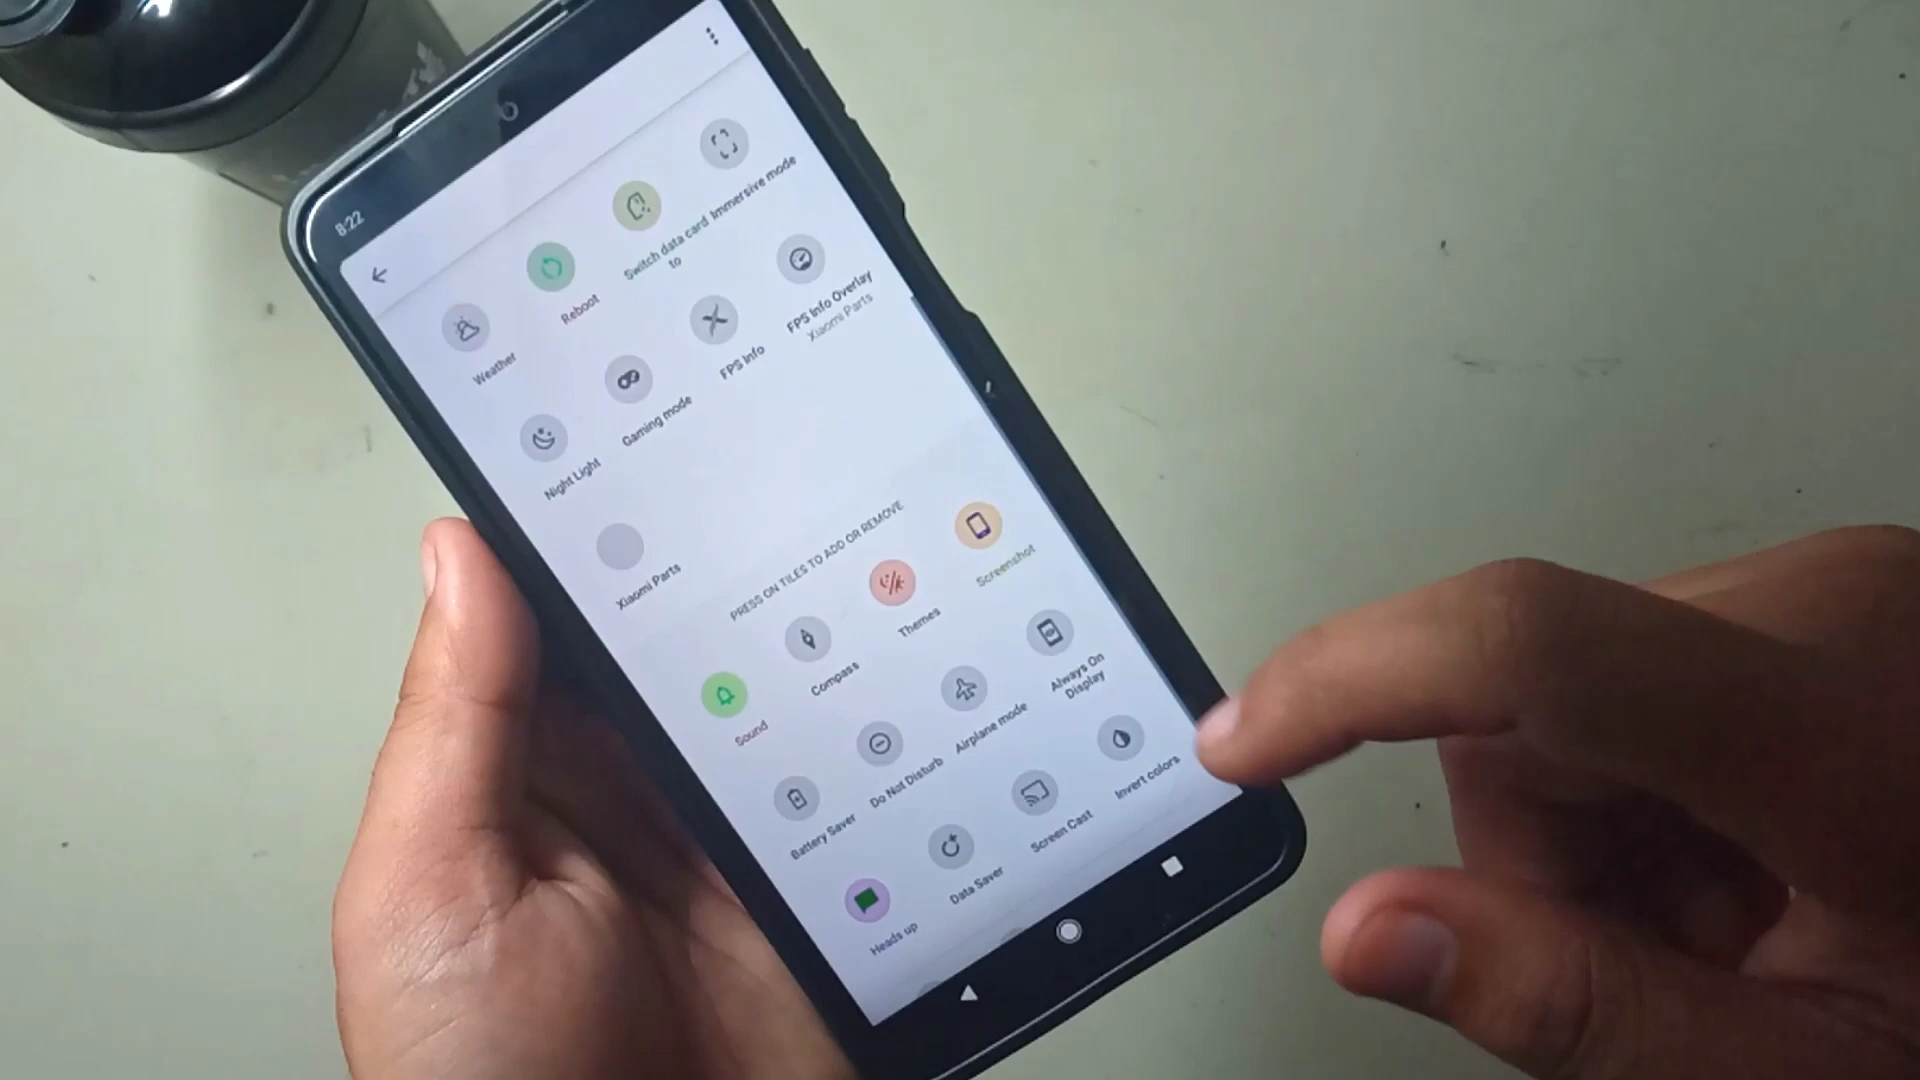 8:22
Weather
Reboot
Switch data card
to
Immersive mode
Night Light
Gaming mode
FPS Info
FPS Info Overlay
Xiaomi Parts
Xiaomi Parts
PRESS ON TILES TO ADD OR REMOVE
Sound
Compass
Themes
Screenshot
Battery Saver
Do Not Disturb
Airplane mode
Always On
Display
Heads up
Data Saver
Screen Cast
Invert colors